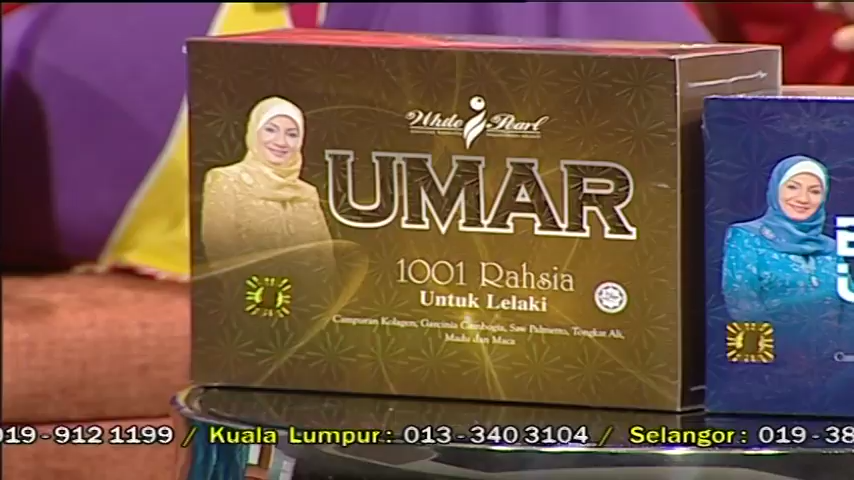 White Pearl
UMAR
1001 Rahsia
Untuk Lelaki
Campuran Kolagen, Garcinia Cambogia, Saw Palmetto, Tongkat Ali,
Madu dan Maca
019-912 1199 / Kuala Lumpur : 013-340 3104 / Selangor : 019-38